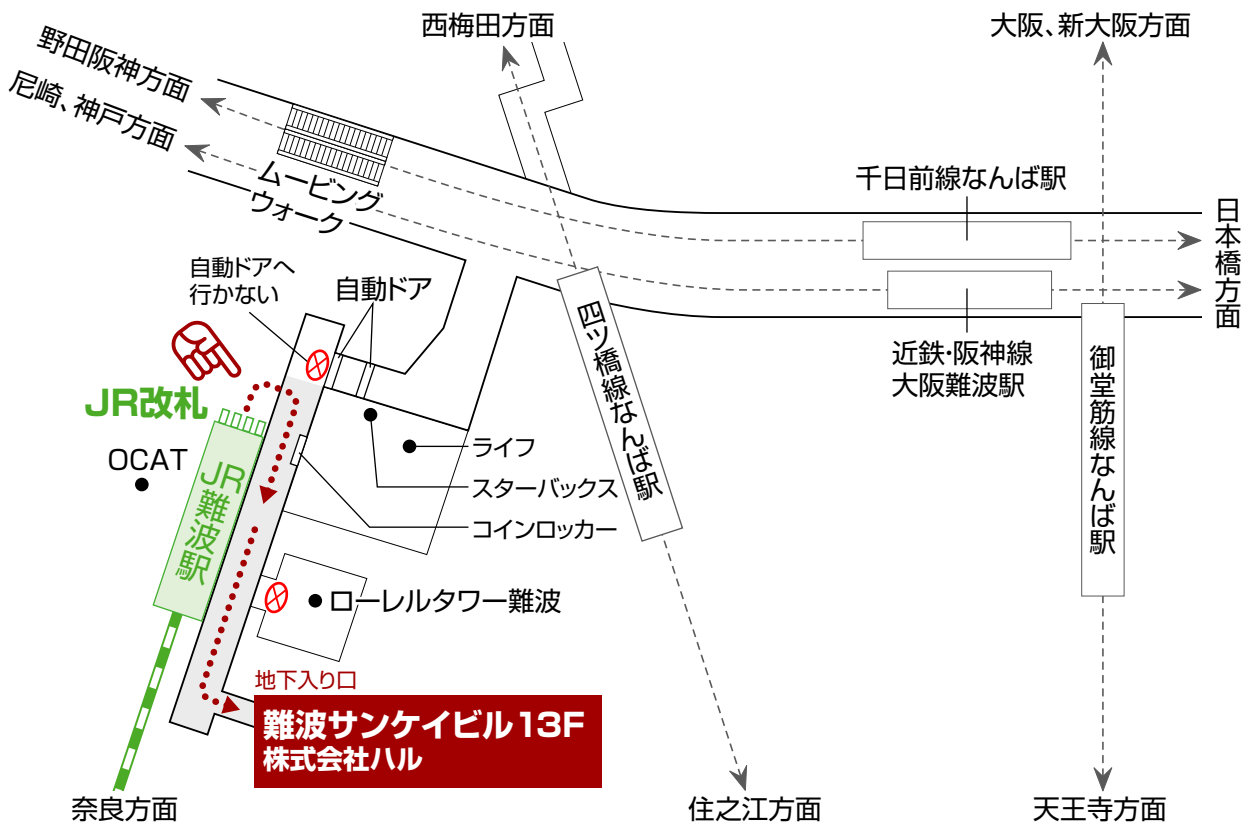 西梅田方面
大阪、新大阪方面
野田阪神方面
尼崎、神戸方面
ムービング
ウォーク
千日前線なんば駅
日本橋方面
自動ドアへ
行かない
自動ドア
四ツ橋線なんば駅
近鉄・阪神線
大阪難波駅
御堂筋線なんば駅
JR改札
OCAT
JR難波駅
ライフ
スターバックス
コインロッカー
ローレルタワー難波
地下入り口
難波サンケイビル13F
株式会社ハル
奈良方面
住之江方面
天王寺方面